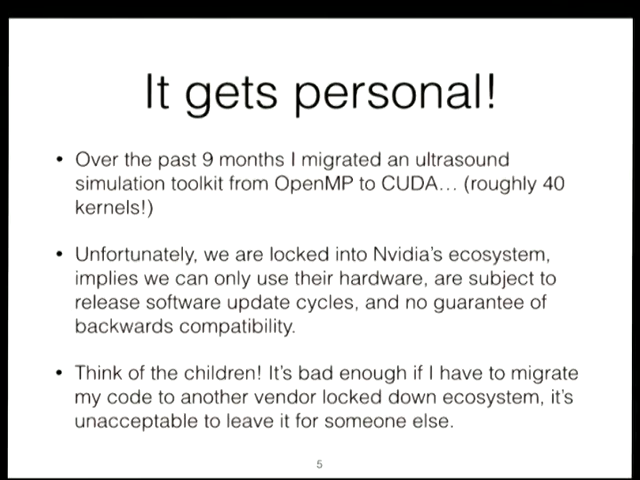 It gets personal!
• Over the past 9 months I migrated an ultrasound
simulation toolkit from OpenMP to CUDA... (roughly 40
kernels!)
• Unfortunately, we are locked into Nvidia's ecosystem,
implies we can only use their hardware, are subject to
release software update cycles, and no guarantee of
backwards compatibility.
• Think of the children! It's bad enough if I have to migrate
my code to another vendor locked down ecosystem, it's
unacceptable to leave it for someone else.
5